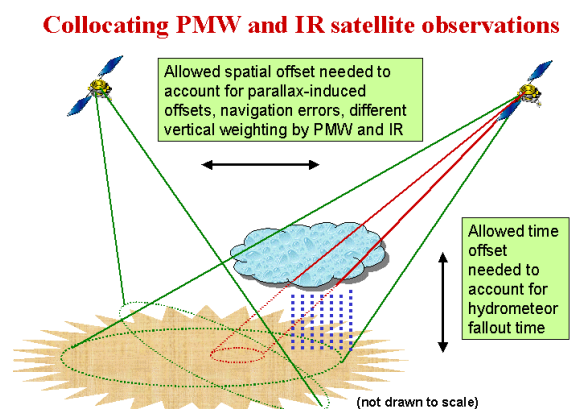 Collocating PMW and IR satellite observations
Allowed spatial offset needed to
account for parallax-induced
offsets, navigation errors, different
vertical weighting by PMW and IR
Allowed time
offset
needed to
account for
hydrometeor
fallout time
(not drawn to scale)